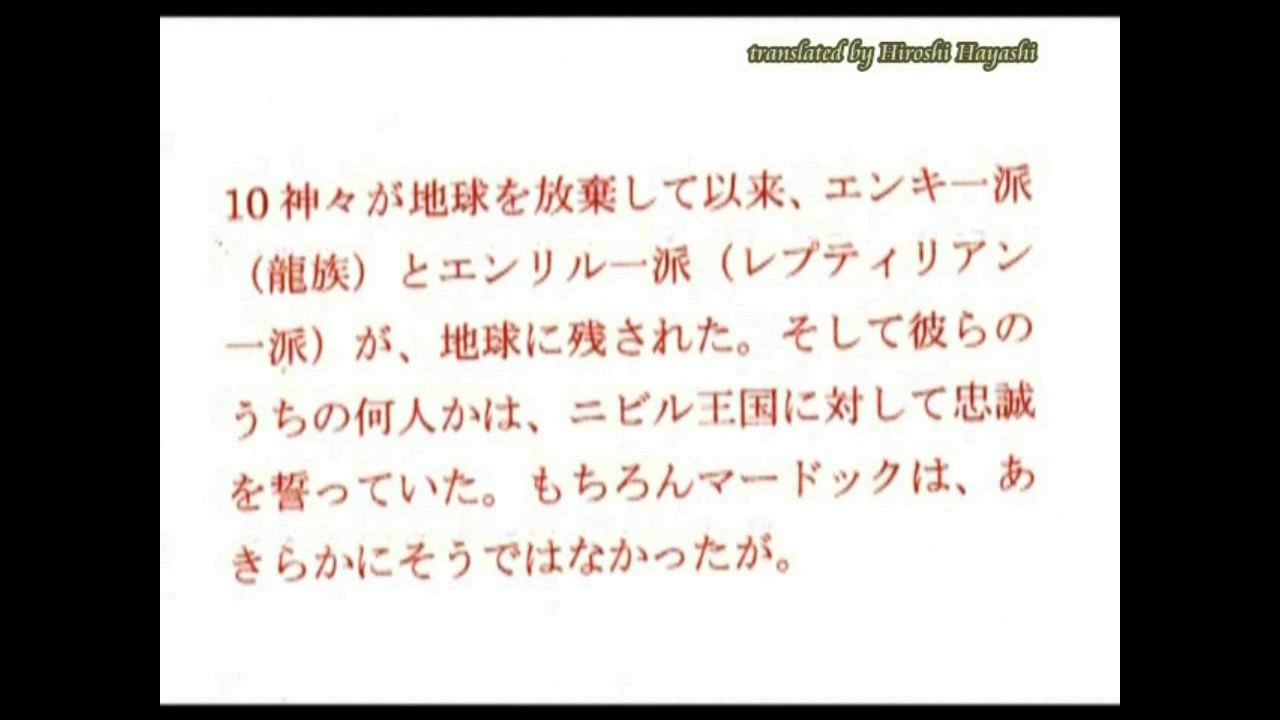 translated by Hiroshi Hayashi
10 神々が地球を放棄して以来、エンキ一派
（龍族）とエンリル一派（レプティリアン
一派）が、地球に残された。そして彼らの
うちの何人かは、ニビル王国に対して忠誠
を誓っていた。もちろんマードックは、あ
きらかにそうではなかったが。